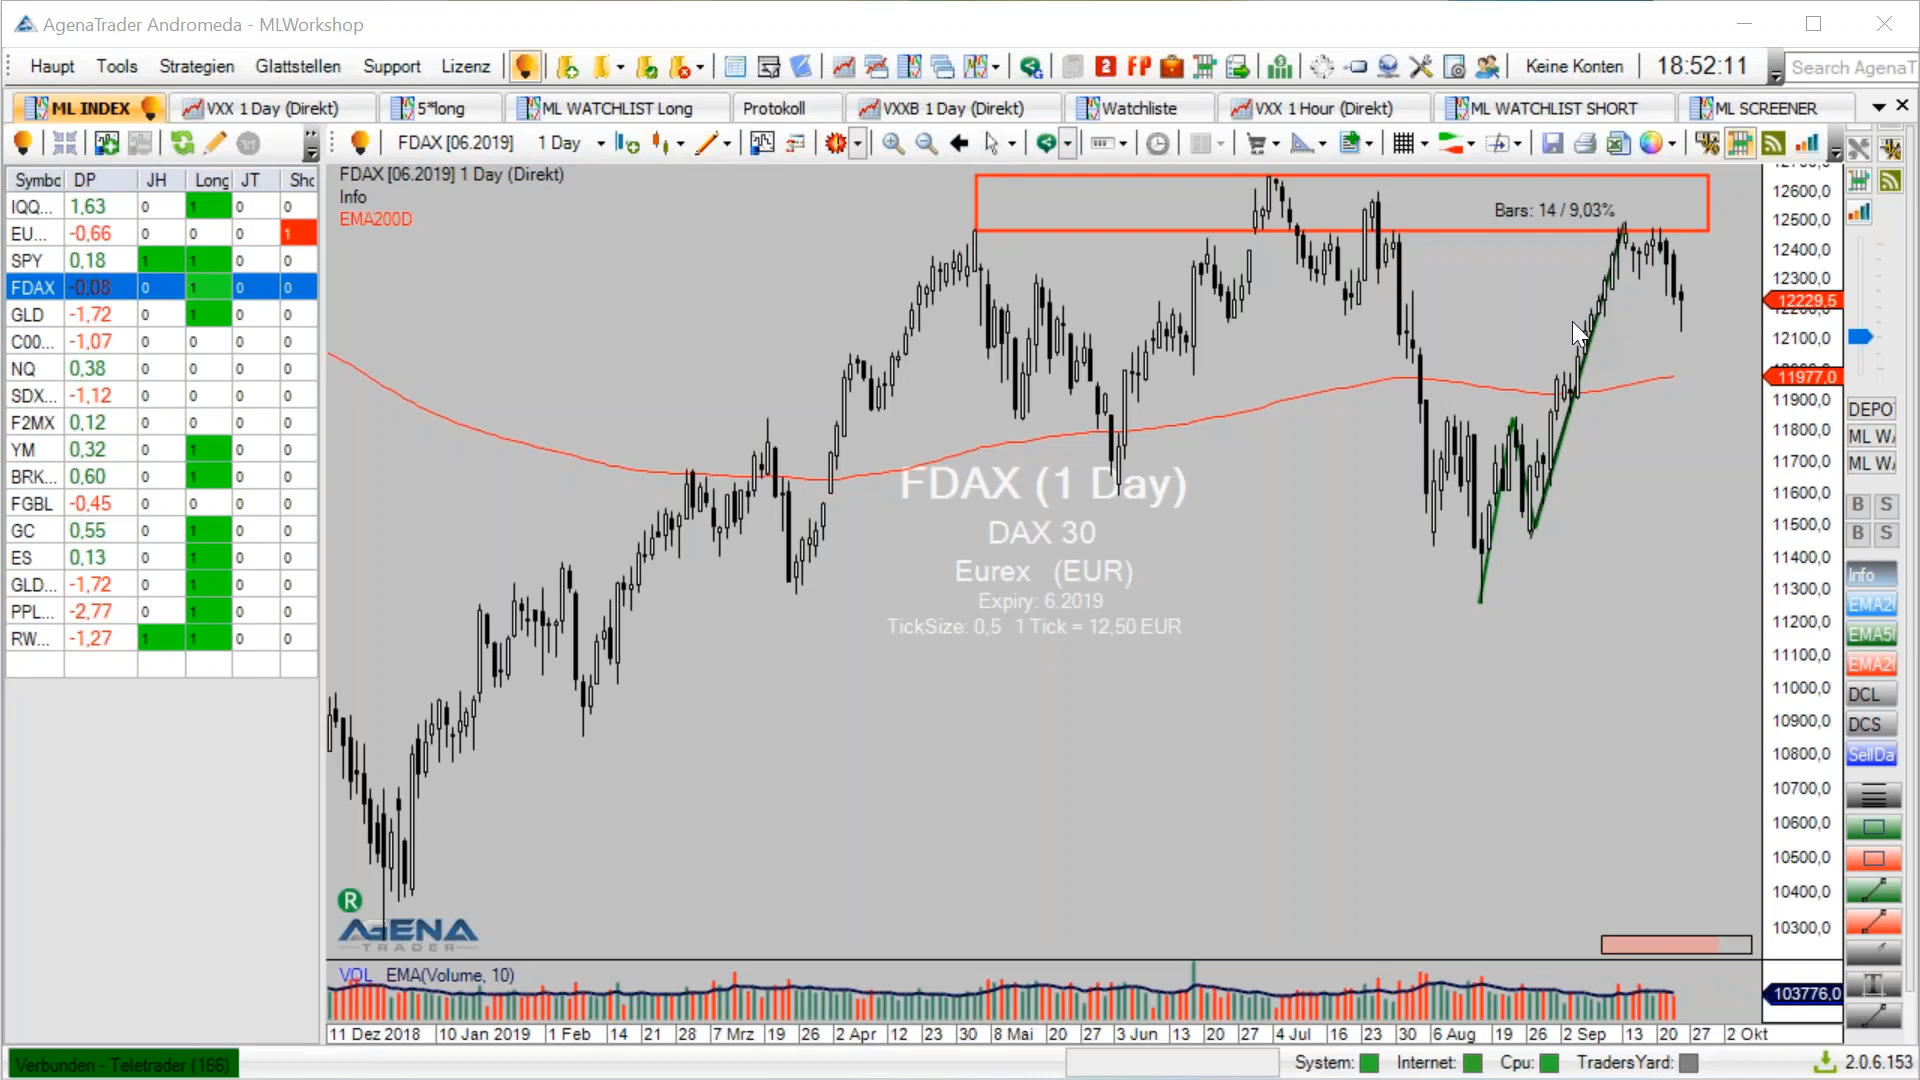 AgenaTrader Andromeda - MLWorkshop
Haupt Tools Strategien Glattstellen Support Lizenz 2 FP Keine Konten 18:52:11 Search AgenaT
ML INDEX VXX 1 Day (Direkt) 5*long ML WATCHLIST Long Protokoll VXXB 1 Day (Direkt) Watchliste VXX 1 Hour (Direkt) ML WATCHLIST SHORT ML SCREENER
FDAX [06.2019] 1 Day
Symbo DP JH Long JT Sho
IQQ... 1,63 0 1 0 0
EU... -0,66 0 0 0 1
SPY 0,18 1 1 0 0
FDAX -0,08 0 1 0 0
GLD -1,72 0 1 0 0
C00... -1,07 0 0 0 0
NQ 0,38 0 0 0 0
SDX... -1,12 0 0 0 0
F2MX 0,12 0 0 0 0
YM 0,32 0 1 0 0
BRK... 0,60 0 1 0 0
FGBL -0,45 0 0 0 0
GC 0,55 0 1 0 0
ES 0,13 0 1 0 0
GLD... -1,72 0 1 0 0
PPL... -2,77 0 1 0 0
RW... -1,27 1 1 0 0
FDAX [06.2019] 1 Day (Direkt)
Info
EMA200D
Bars: 14 / 9,03%
FDAX (1 Day)
DAX 30
Eurex (EUR)
Expiry: 6.2019
TickSize: 0,5 1 Tick = 12,50 EUR
R
AGENA
TRADER
12600,0
12500,0
12400,0
12300,0
12229,5
12100,0
11977,0
11900,0
11800,0
11700,0
11600,0
11500,0
11400,0
11300,0
11200,0
11100,0
11000,0
10900,0
10800,0
10700,0
10600,0
10500,0
10400,0
10300,0
DEPO
ML WA
ML WA
B S
B S
Info
EMA20
EMA50
EMA20
DCL
DCS
SellDa
T
VOL EMA(Volume, 10)
103776,0
11 Dez 2018 10 Jan 2019 1 Feb 14 21 28 7 Mrz 19 26 2 Apr 12 23 30 8 Mai 20 27 3 Jun 13 20 27 4 Jul 16 23 30 6 Aug 19 26 2 Sep 13 20 27 2 Okt
Verbunden - Teletrader (166) System: Internet: Cpu: TradersYard: 2.0.6.153